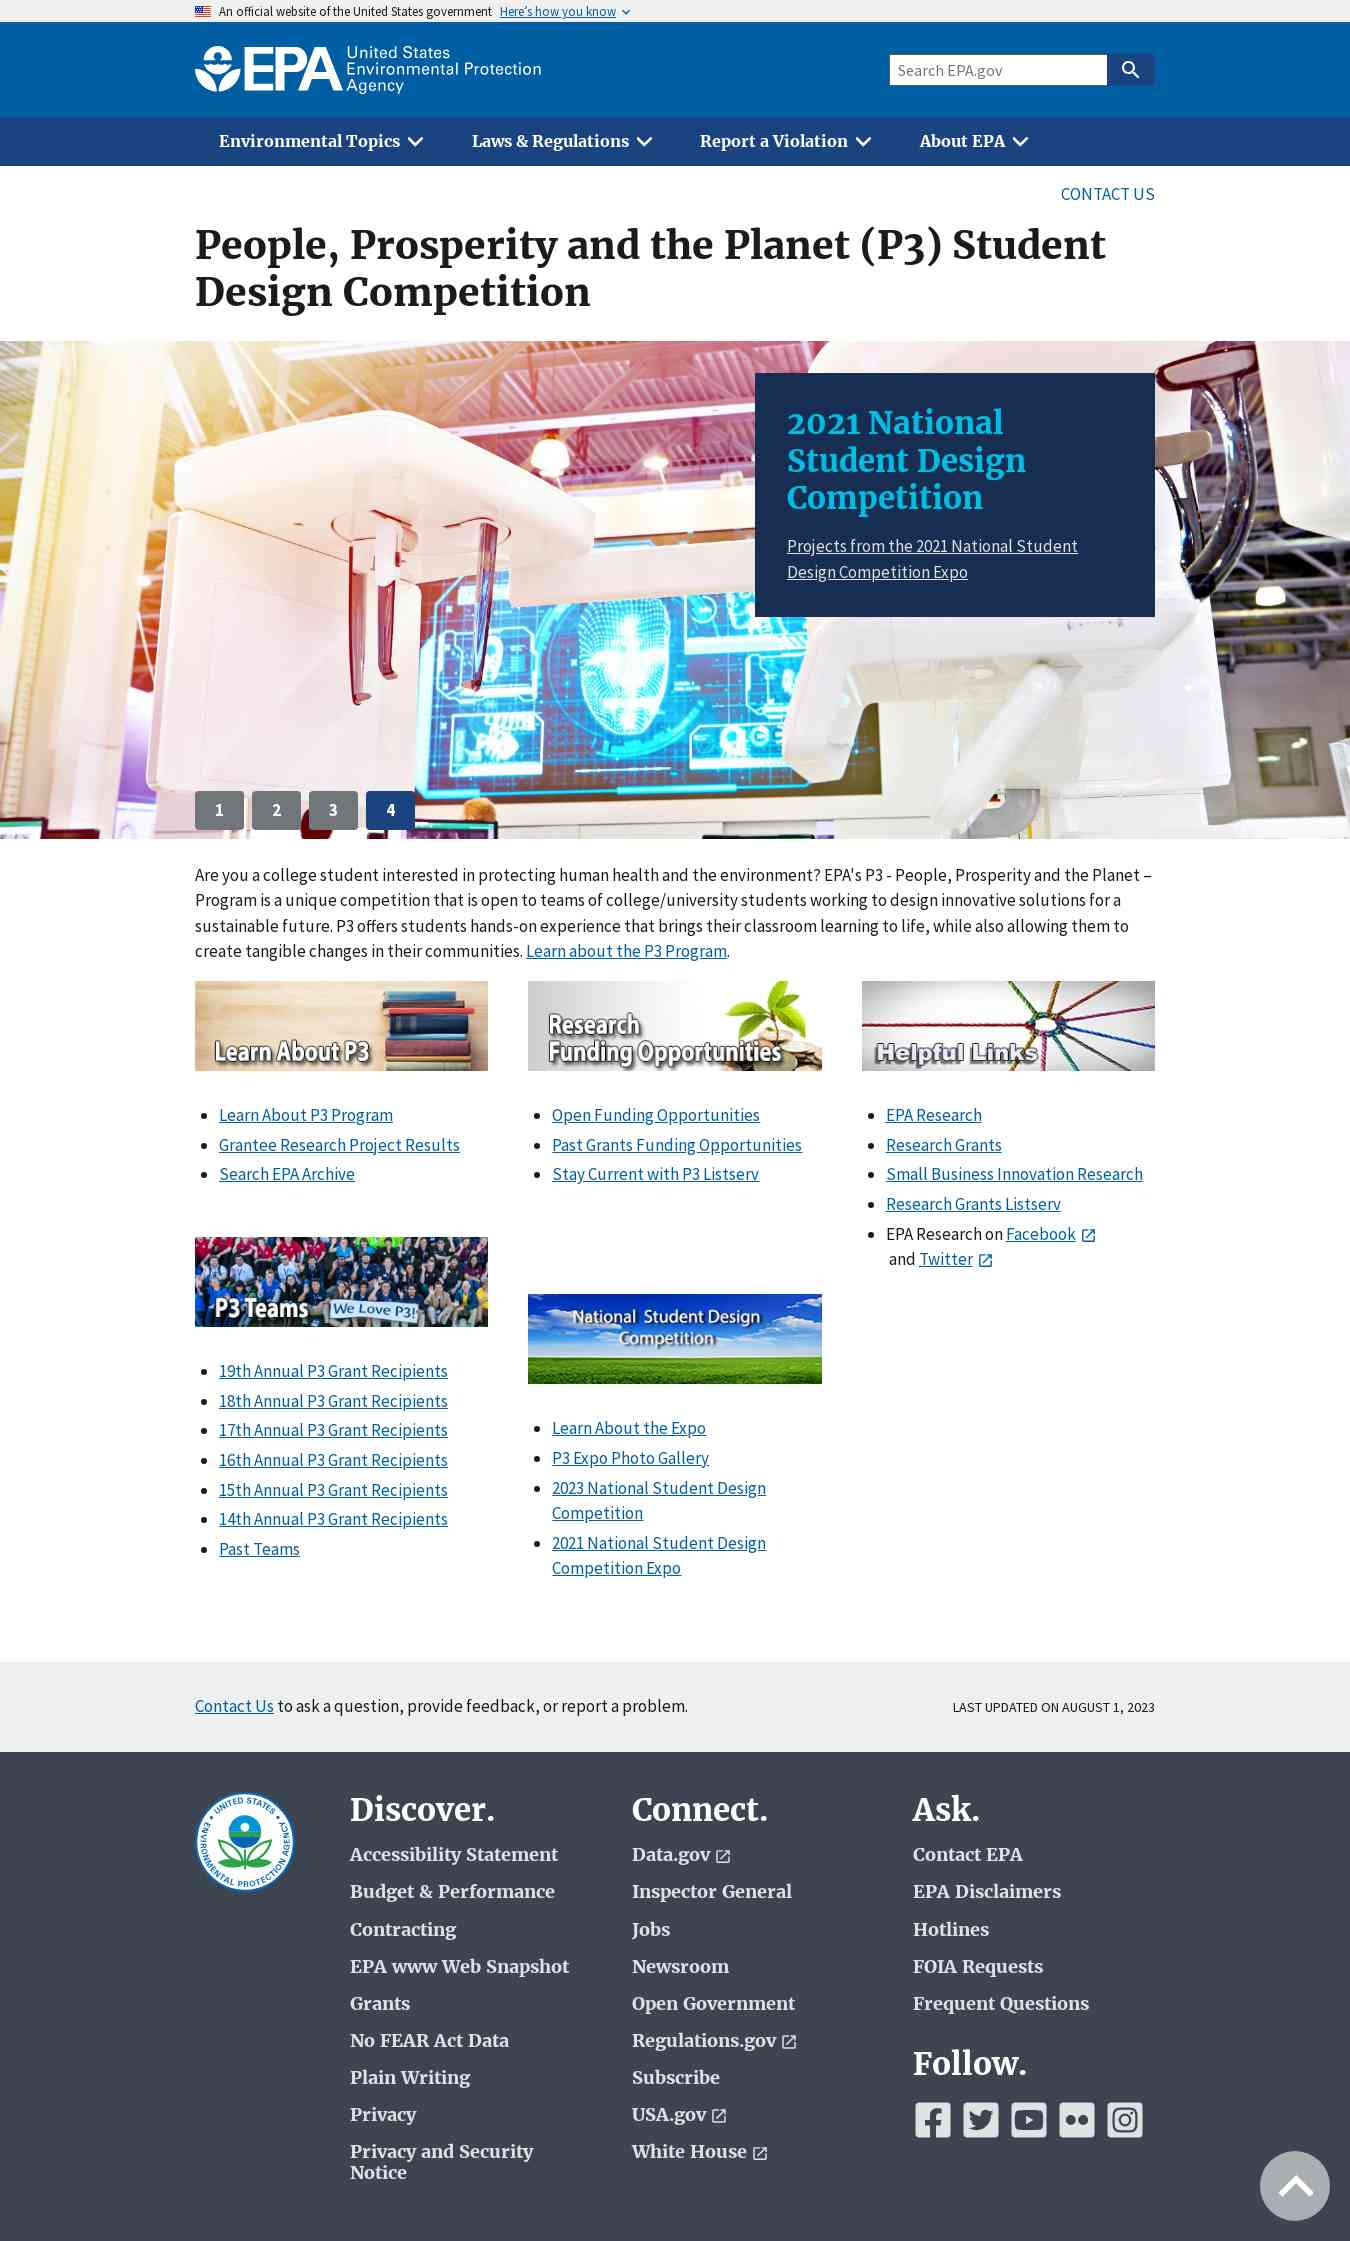 An official website of the United States government Here's how you know
EPA United States
Environmental Protection
Agency
Search EPA.gov
Environmental Topics
Laws & Regulations
Report a Violation
About EPA
CONTACT US
People, Prosperity and the Planet (P3) Student
Design Competition
2021 National
Student Design
Competition
Projects from the 2021 National Student
Design Competition Expo
1
2
3
4
Are you a college student interested in protecting human health and the environment? EPA's P3 - People, Prosperity and the Planet –
Program is a unique competition that is open to teams of college/university students working to design innovative solutions for a
sustainable future. P3 offers students hands-on experience that brings their classroom learning to life, while also allowing them to
create tangible changes in their communities. Learn about the P3 Program.
Learn About P3
Learn About P3 Program
Grantee Research Project Results
Search EPA Archive
P3 Teams
We Love P3!
19th Annual P3 Grant Recipients
18th Annual P3 Grant Recipients
17th Annual P3 Grant Recipients
16th Annual P3 Grant Recipients
15th Annual P3 Grant Recipients
14th Annual P3 Grant Recipients
Past Teams
Research
Funding Opportunities
Open Funding Opportunities
Past Grants Funding Opportunities
Stay Current with P3 Listserv
National Student Design
Competition
Learn About the Expo
P3 Expo Photo Gallery
2023 National Student Design
Competition
2021 National Student Design
Competition Expo
Helpful Links
EPA Research
Research Grants
Small Business Innovation Research
Research Grants Listserv
EPA Research on Facebook
and Twitter
Contact Us to ask a question, provide feedback, or report a problem.
LAST UPDATED ON AUGUST 1, 2023
UNITED STATES
ENVIRONMENTAL PROTECTION AGENCY
Discover.
Accessibility Statement
Budget & Performance
Contracting
EPA www Web Snapshot
Grants
No FEAR Act Data
Plain Writing
Privacy
Privacy and Security
Notice
Connect.
Data.gov
Inspector General
Jobs
Newsroom
Open Government
Regulations.gov
Subscribe
USA.gov
White House
Ask.
Contact EPA
EPA Disclaimers
Hotlines
FOIA Requests
Frequent Questions
Follow.